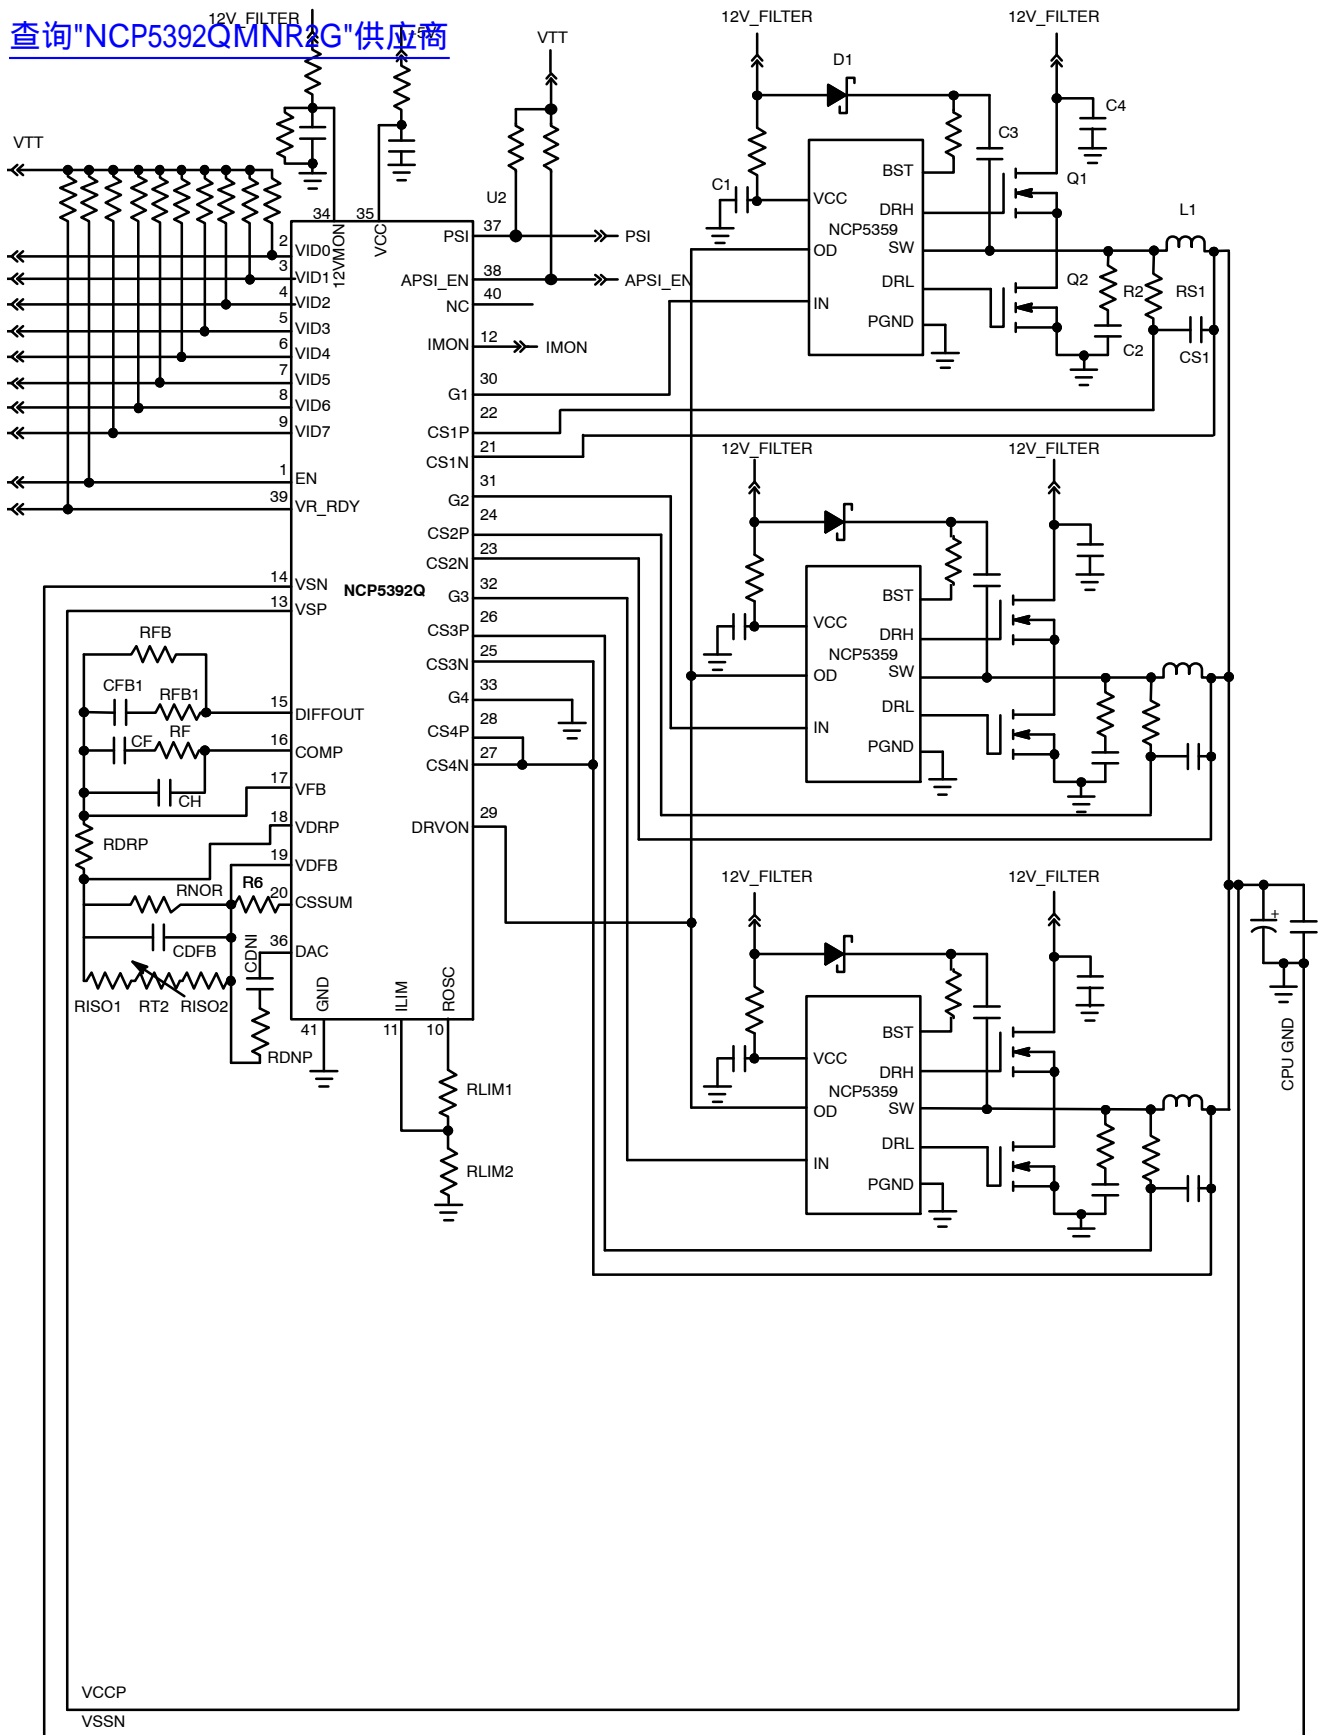 查询"NCP5392QMNR2G"供应商
12V_FILTER
+5V
VTT
12V_FILTER
12V_FILTER
D1
C4
C3
VTT
BST
C1
VCC
Q1
DRH
NCP5359
SW
L1
OD
DRL
Q2
R2
RS1
IN
PGND
C2
CS1
U2
34
35
12VMON
VCC
2
VID0
3
VID1
4
VID2
5
VID3
6
VID4
7
VID5
8
VID6
9
VID7
1
EN
39
VR_RDY
14
VSN
13
VSP
NCP5392Q
PSI
37
PSI
APSI_EN
38
APSI_EN
NC
40
IMON
12
IMON
G1
30
CS1P
22
CS1N
21
G2
31
CS2P
24
CS2N
23
G3
32
CS3P
26
CS3N
25
G4
33
CS4P
28
CS4N
27
DRVON
29
RFB
CFB1
RFB1
15
DIFFOUT
CF
RF
16
COMP
CH
17
VFB
RDRP
18
VDRP
19
VDFB
RNOR
R6
20
CSSUM
CDFB
CDNI
36
DAC
RISO1
RT2
RISO2
RDNP
GND
41
ILIM
11
ROSC
10
RLIM1
RLIM2
12V_FILTER
12V_FILTER
BST
VCC
DRH
NCP5359
SW
OD
DRL
IN
PGND
12V_FILTER
12V_FILTER
+
BST
VCC
DRH
NCP5359
SW
OD
DRL
IN
PGND
CPU GND
VCCP
VSSN